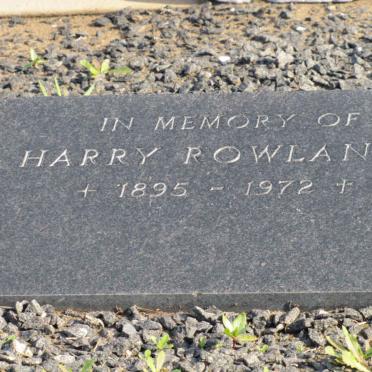 IN MEMORY OF
HARRY ROWLAN
+ 1895 - 1972 +